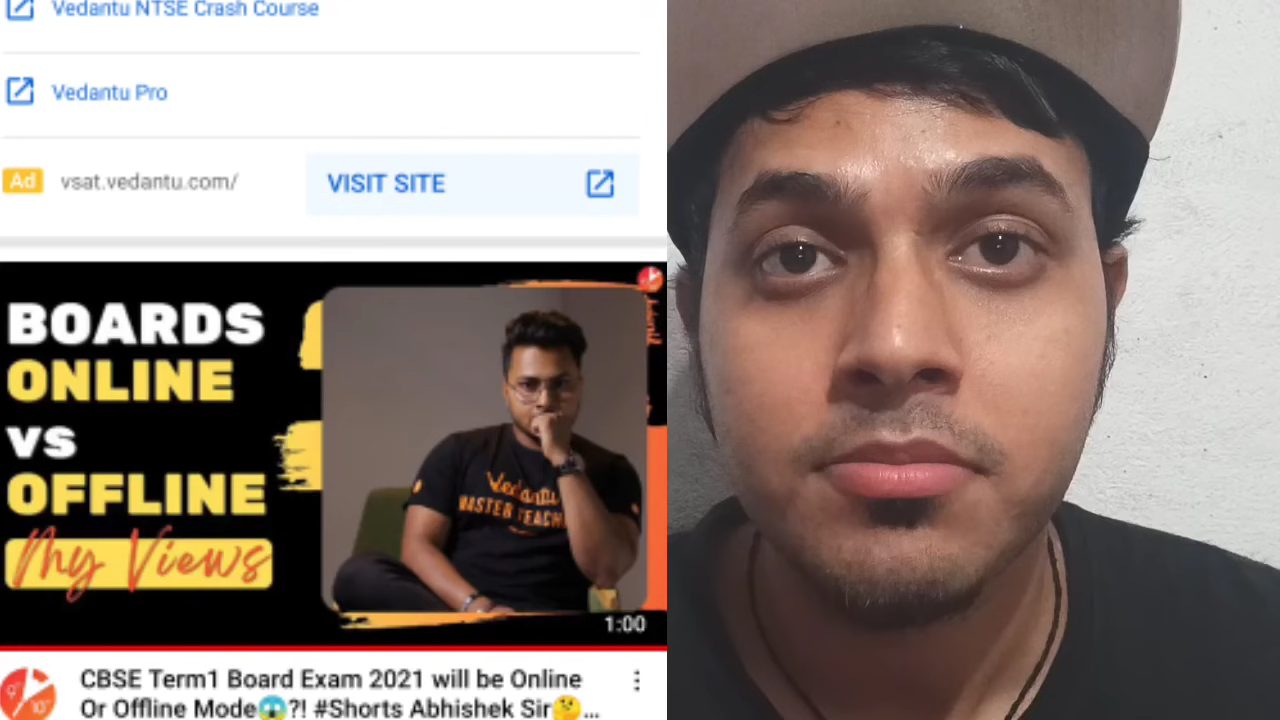 Vedantu NTSE Crash Course
Vedantu Pro
Ad vsat.vedantu.com/ VISIT SITE
BOARDS
ONLINE
vs
OFFLINE
My Views
Vedantu
MASTER TEACH
1:00
CBSE Term1 Board Exam 2021 will be Online
Or Offline Mode😱?! #Shorts Abhishek Sir🤔...